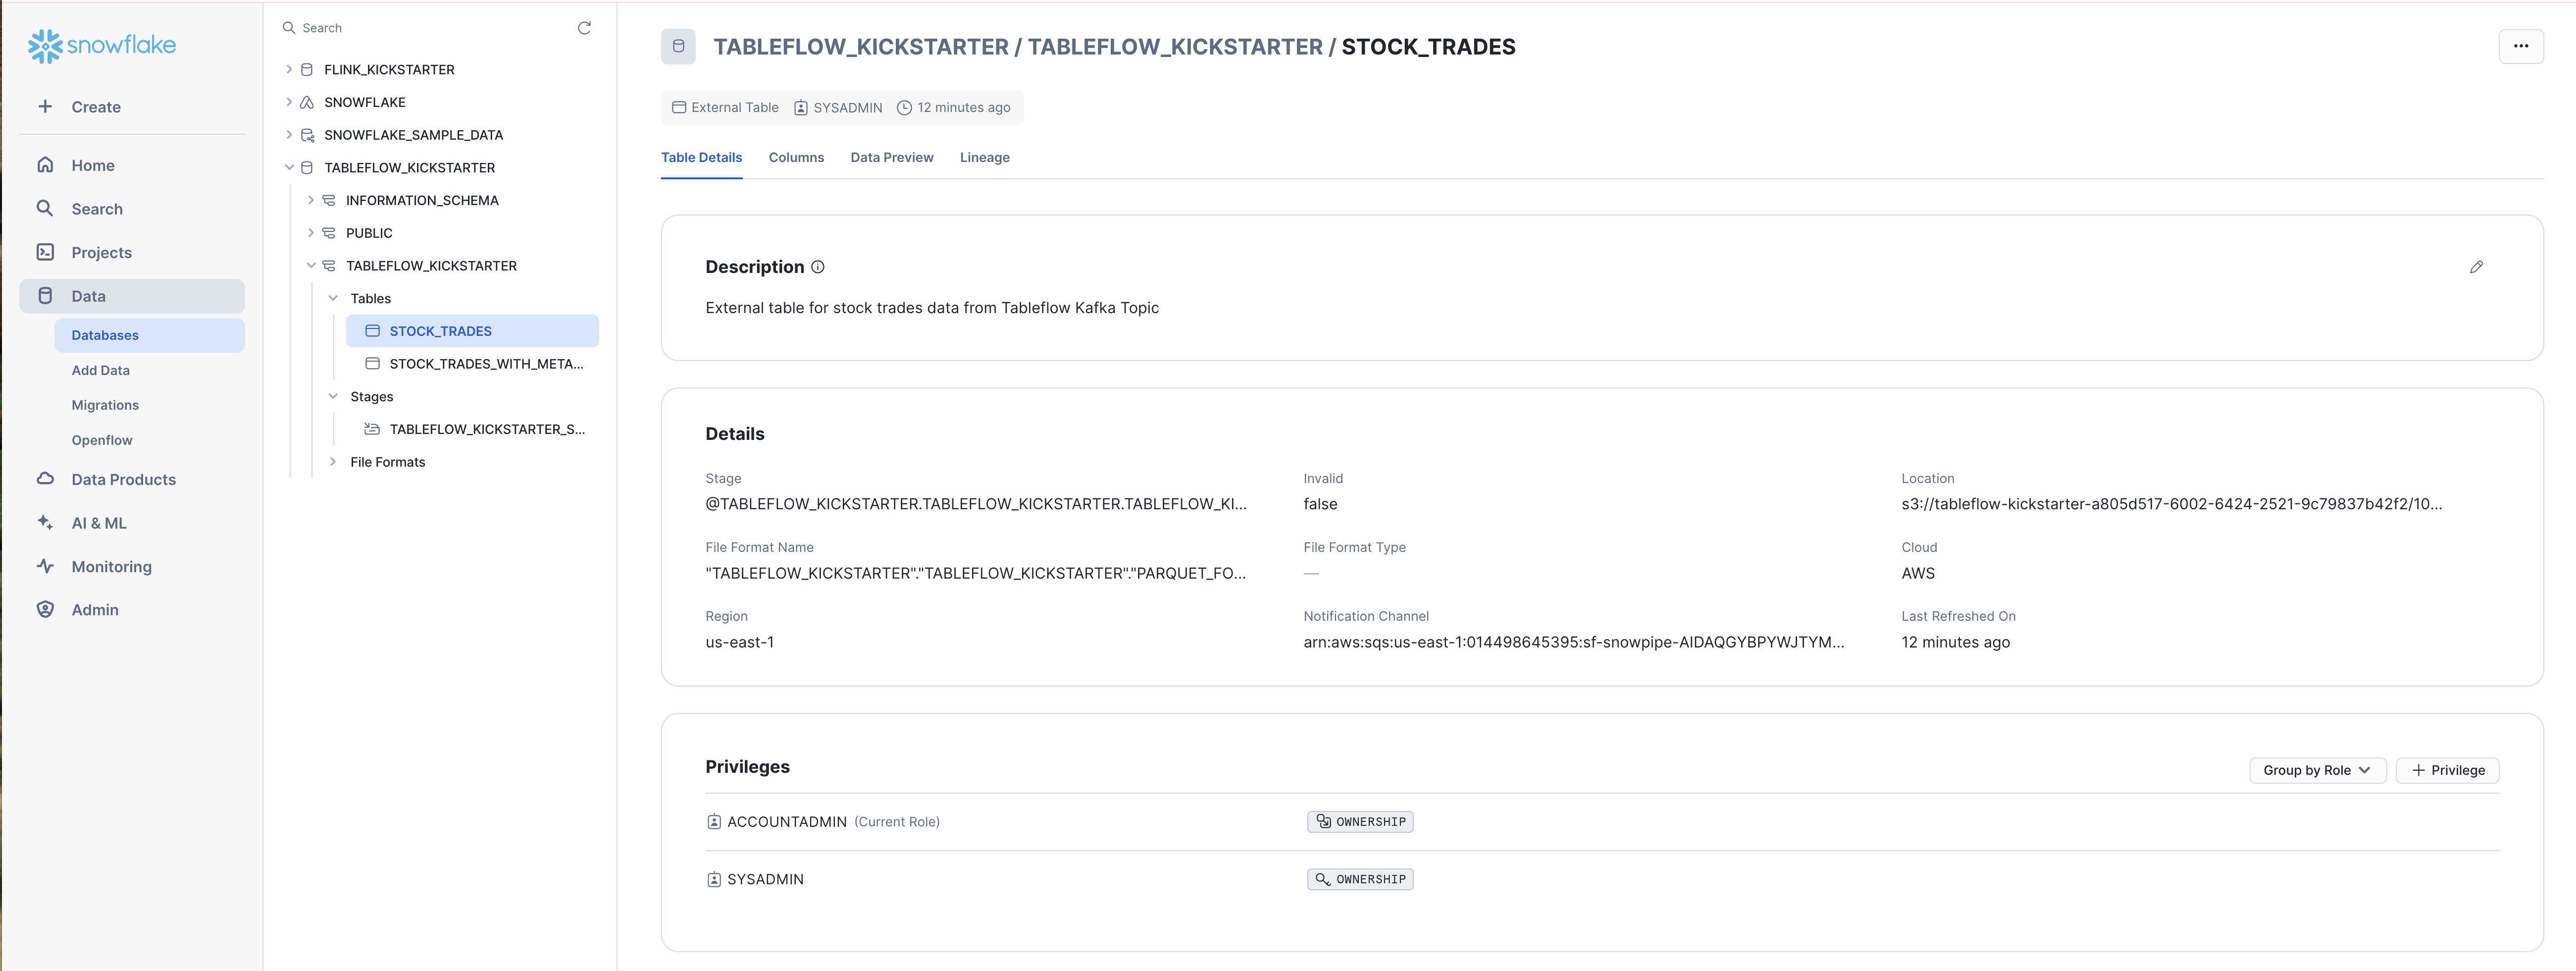 snowflake
Create
Home
Search
Projects
Data
Databases
Add Data
Migrations
Openflow
Data Products
AI & ML
Monitoring
Admin
Search
FLINK_KICKSTARTER
SNOWFLAKE
SNOWFLAKE_SAMPLE_DATA
TABLEFLOW_KICKSTARTER
INFORMATION_SCHEMA
PUBLIC
TABLEFLOW_KICKSTARTER
Tables
STOCK_TRADES
STOCK_TRADES_WITH_META...
Stages
TABLEFLOW_KICKSTARTER_S...
File Formats
TABLEFLOW_KICKSTARTER / TABLEFLOW_KICKSTARTER / STOCK_TRADES
External Table SYSADMIN 12 minutes ago
Table Details Columns Data Preview Lineage
Description
External table for stock trades data from Tableflow Kafka Topic
Details
Stage Invalid Location
@TABLEFLOW_KICKSTARTER.TABLEFLOW_KICKSTARTER.TABLEFLOW_KI... false s3://tableflow-kickstarter-a805d517-6002-6424-2521-9c79837b42f2/10...
File Format Name File Format Type Cloud
"TABLEFLOW_KICKSTARTER"."TABLEFLOW_KICKSTARTER"."PARQUET_FO... — AWS
Region Notification Channel Last Refreshed On
us-east-1 arn:aws:sqs:us-east-1:014498645395:sf-snowpipe-AIDAQGYBPYWJTYM... 12 minutes ago
Privileges Group by Role + Privilege
ACCOUNTADMIN (Current Role) OWNERSHIP
SYSADMIN OWNERSHIP